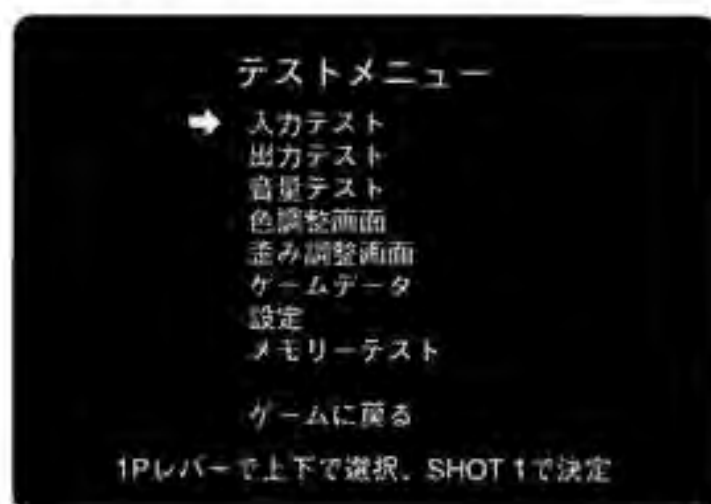 テストメニュー
入力テスト
出力テスト
音量テスト
色調整画面
歪み調整画面
ゲームデータ
設定
メモリーテスト
ゲームに戻る
1Pレバーで上下で選択、SHOT 1で決定